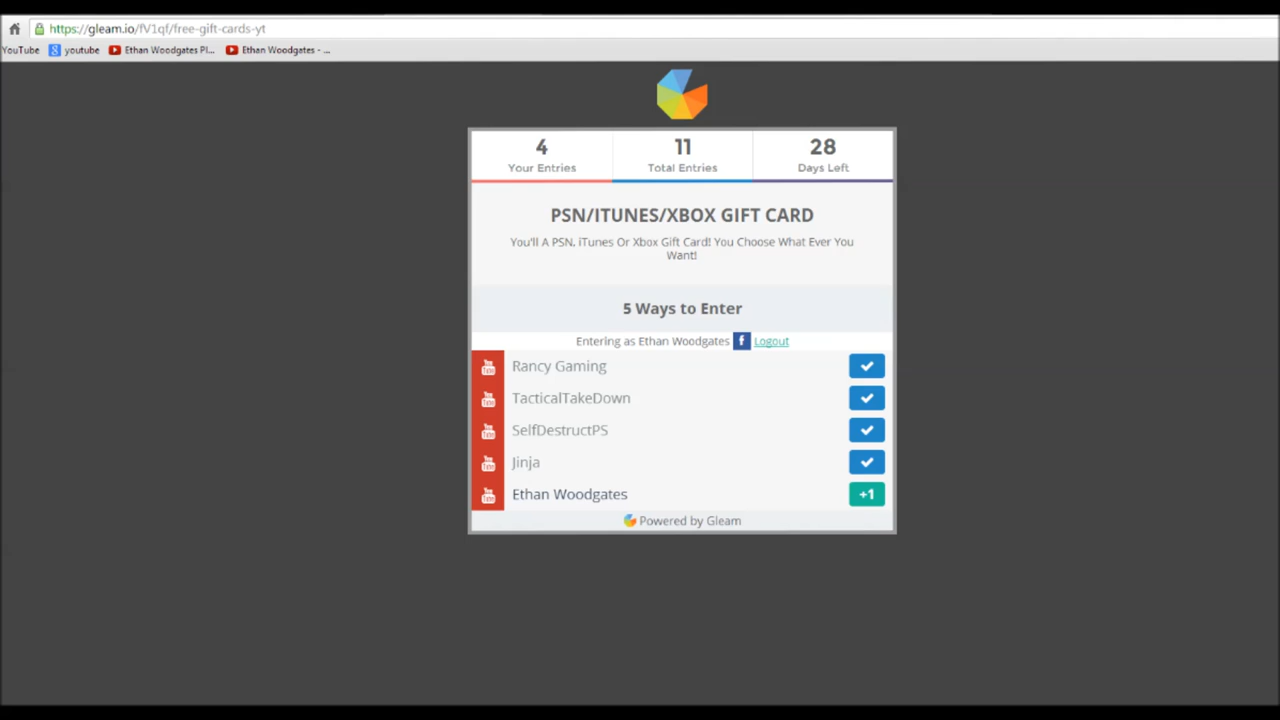 https://gleam.io/fV1qf/free-gift-cards-yt
YouTube youtube Ethan Woodgates Pl... Ethan Woodgates - ...
4 11 28
Your Entries Total Entries Days Left
PSN/ITUNES/XBOX GIFT CARD
You'll A PSN, iTunes Or Xbox Gift Card! You Choose What Ever You
Want!
5 Ways to Enter
Entering as Ethan Woodgates f Logout
Rancy Gaming
TacticalTakeDown
SelfDestructPS
Jinja
Ethan Woodgates +1
Powered by Gleam